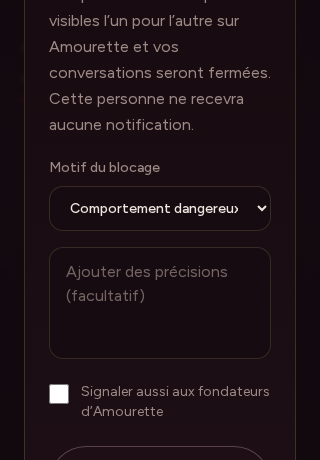 visibles l’un pour l’autre sur
Amourette et vos
conversations seront fermées.
Cette personne ne recevra
aucune notification.
Motif du blocage
Comportement dangereux
Ajouter des précisions
(facultatif)
Signaler aussi aux fondateurs
d’Amourette